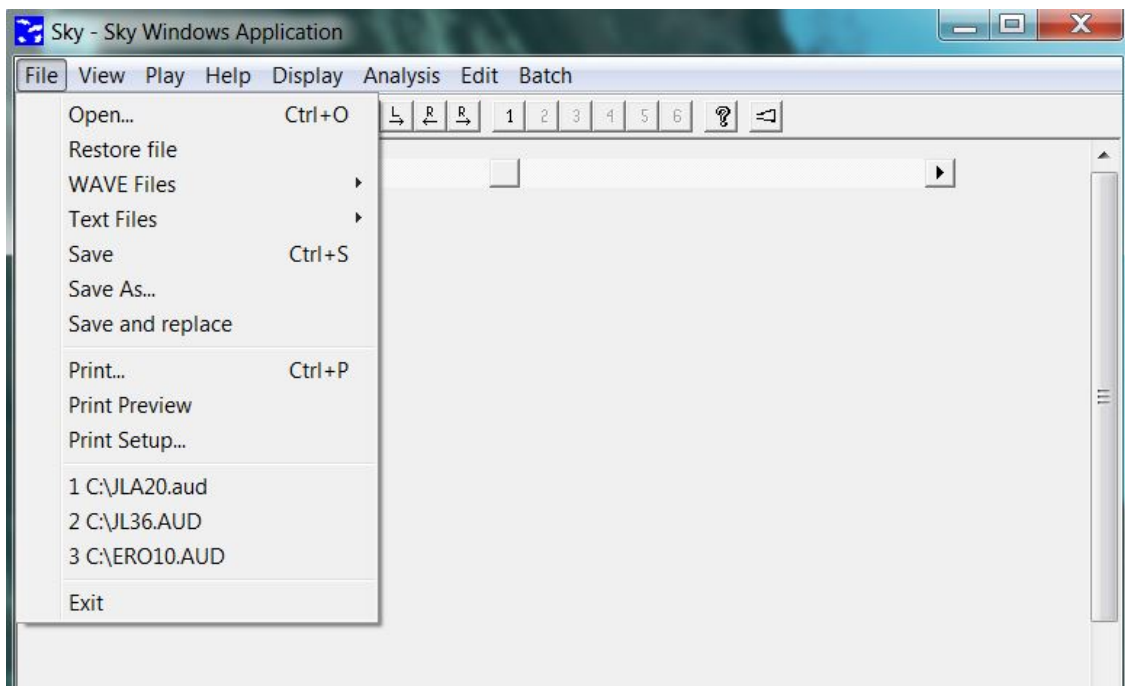 Sky - Sky Windows Application
File View Play Help Display Analysis Edit Batch
L R R 1 2 3 4 5 6 ?
Open... Ctrl+O
Restore file
WAVE Files
Text Files
Save Ctrl+S
Save As...
Save and replace
Print... Ctrl+P
Print Preview
Print Setup...
1 C:\JLA20.aud
2 C:\JL36.AUD
3 C:\ERO10.AUD
Exit